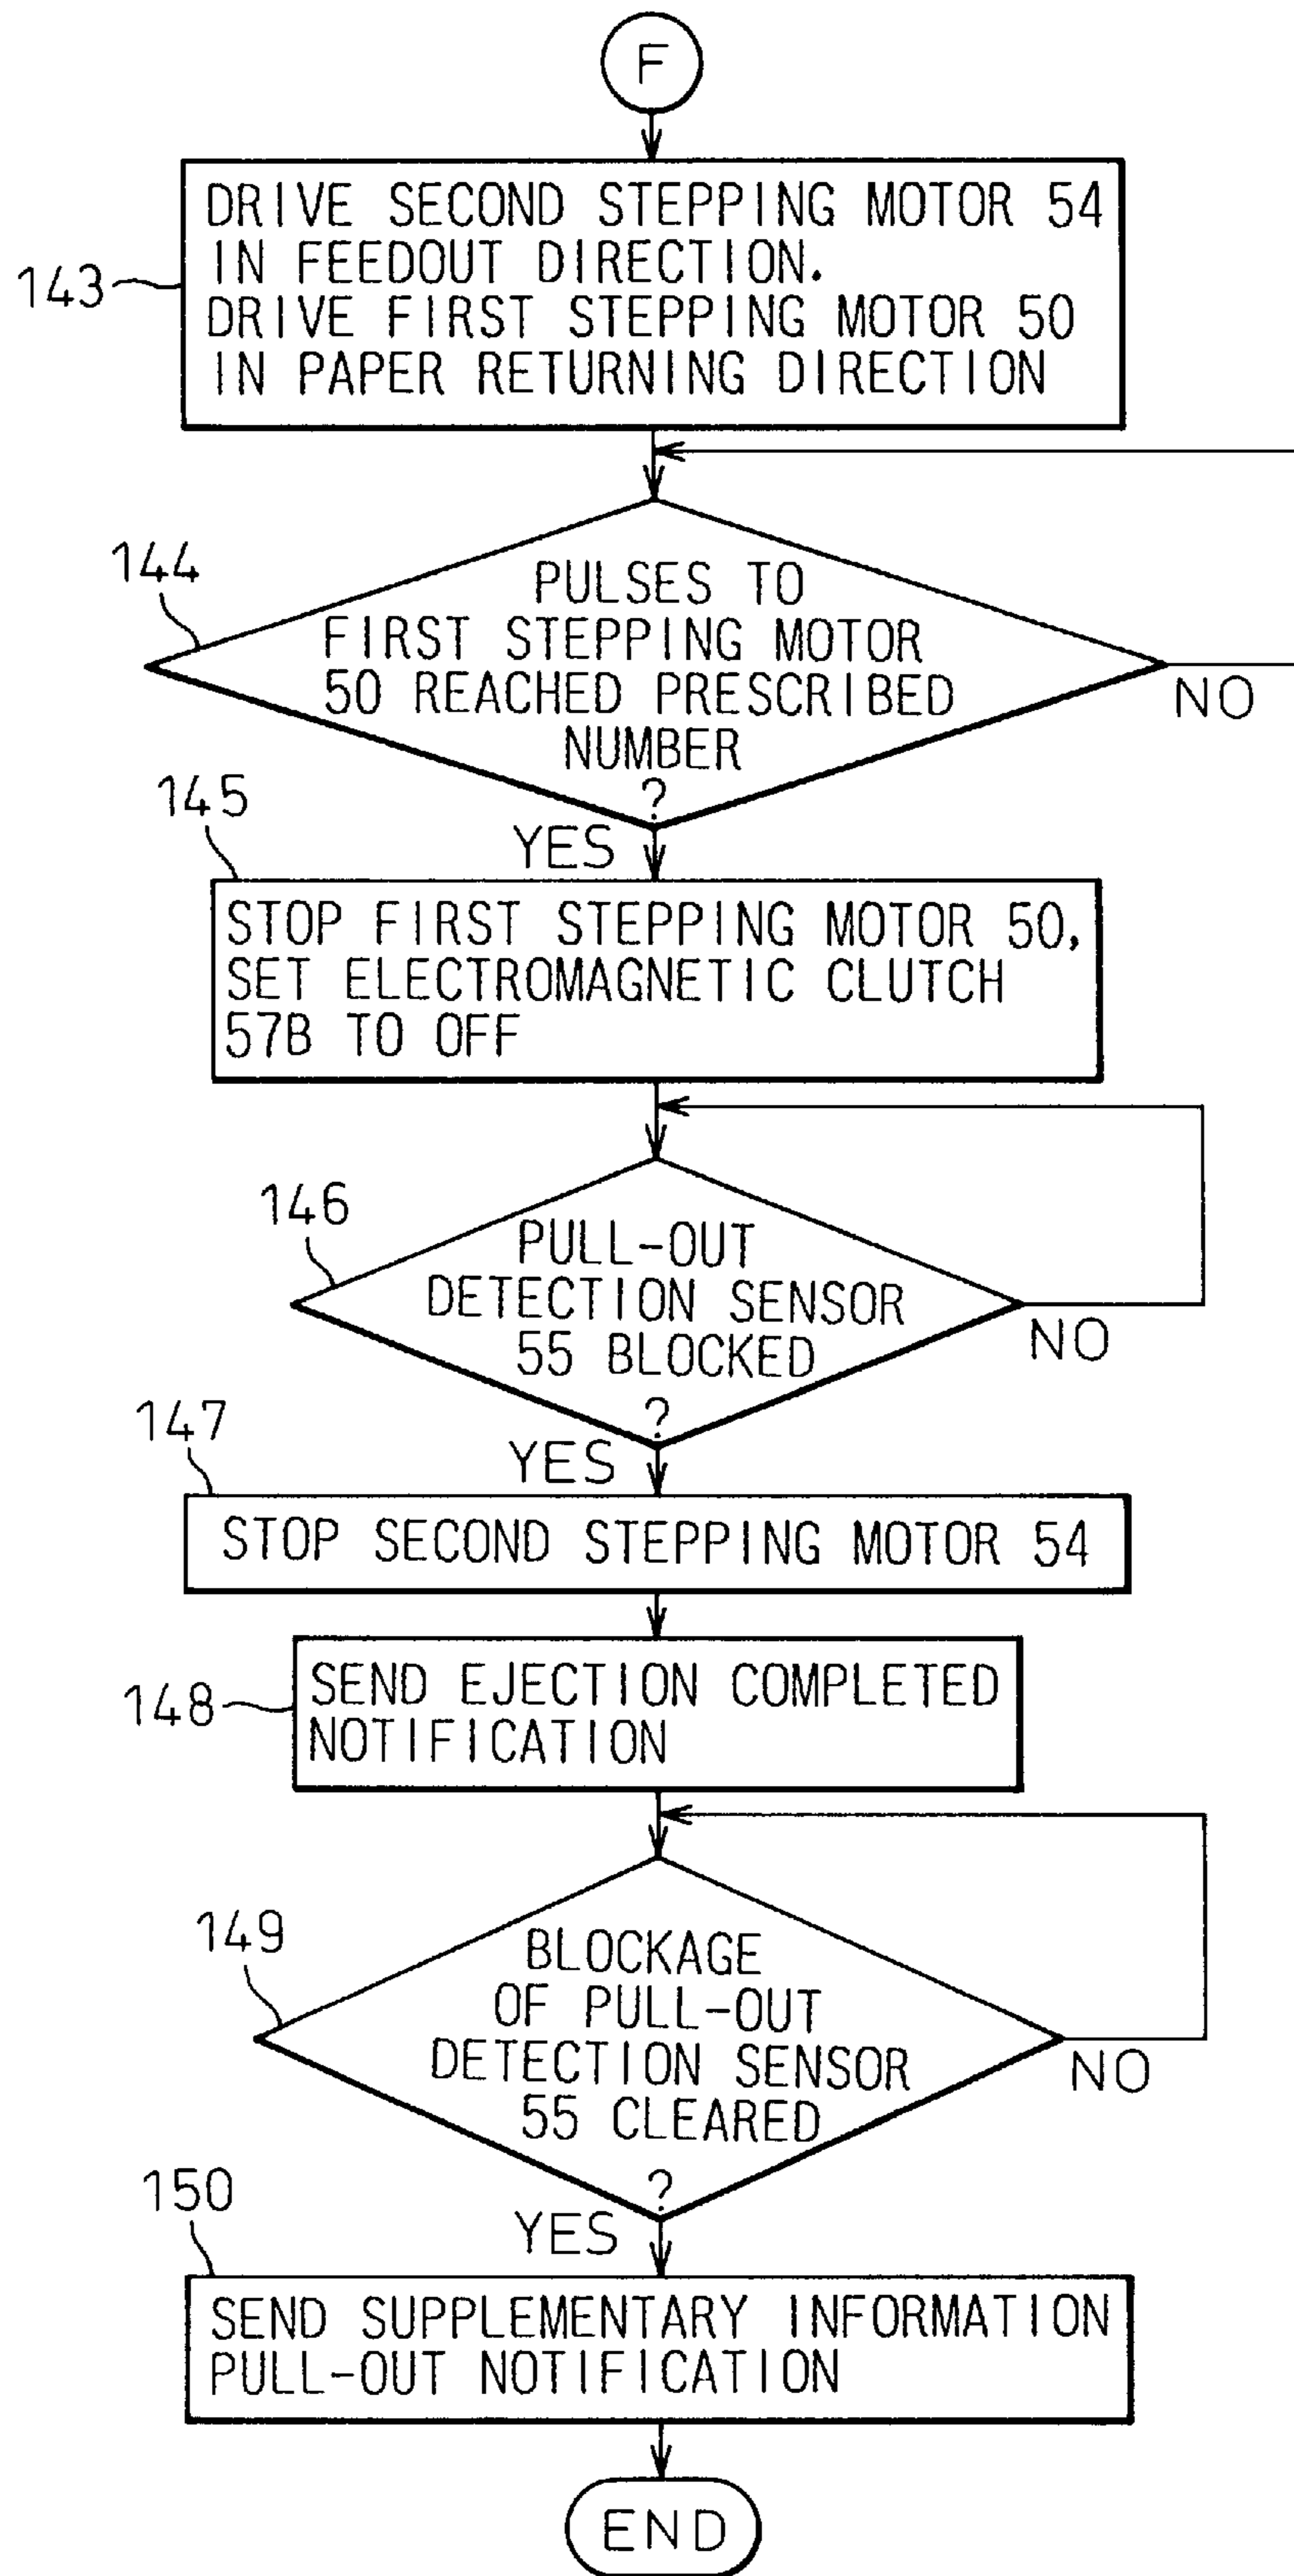 F
143
DRIVE SECOND STEPPING MOTOR 54
IN FEEDOUT DIRECTION.
DRIVE FIRST STEPPING MOTOR 50
IN PAPER RETURNING DIRECTION
144
PULSES TO
FIRST STEPPING MOTOR
50 REACHED PRESCRIBED
NUMBER
?
NO
YES
145
STOP FIRST STEPPING MOTOR 50,
SET ELECTROMAGNETIC CLUTCH
57B TO OFF
146
PULL-OUT
DETECTION SENSOR
55 BLOCKED
?
NO
YES
147
STOP SECOND STEPPING MOTOR 54
148
SEND EJECTION COMPLETED
NOTIFICATION
149
BLOCKAGE
OF PULL-OUT
DETECTION SENSOR
55 CLEARED
?
NO
YES
150
SEND SUPPLEMENTARY INFORMATION
PULL-OUT NOTIFICATION
END